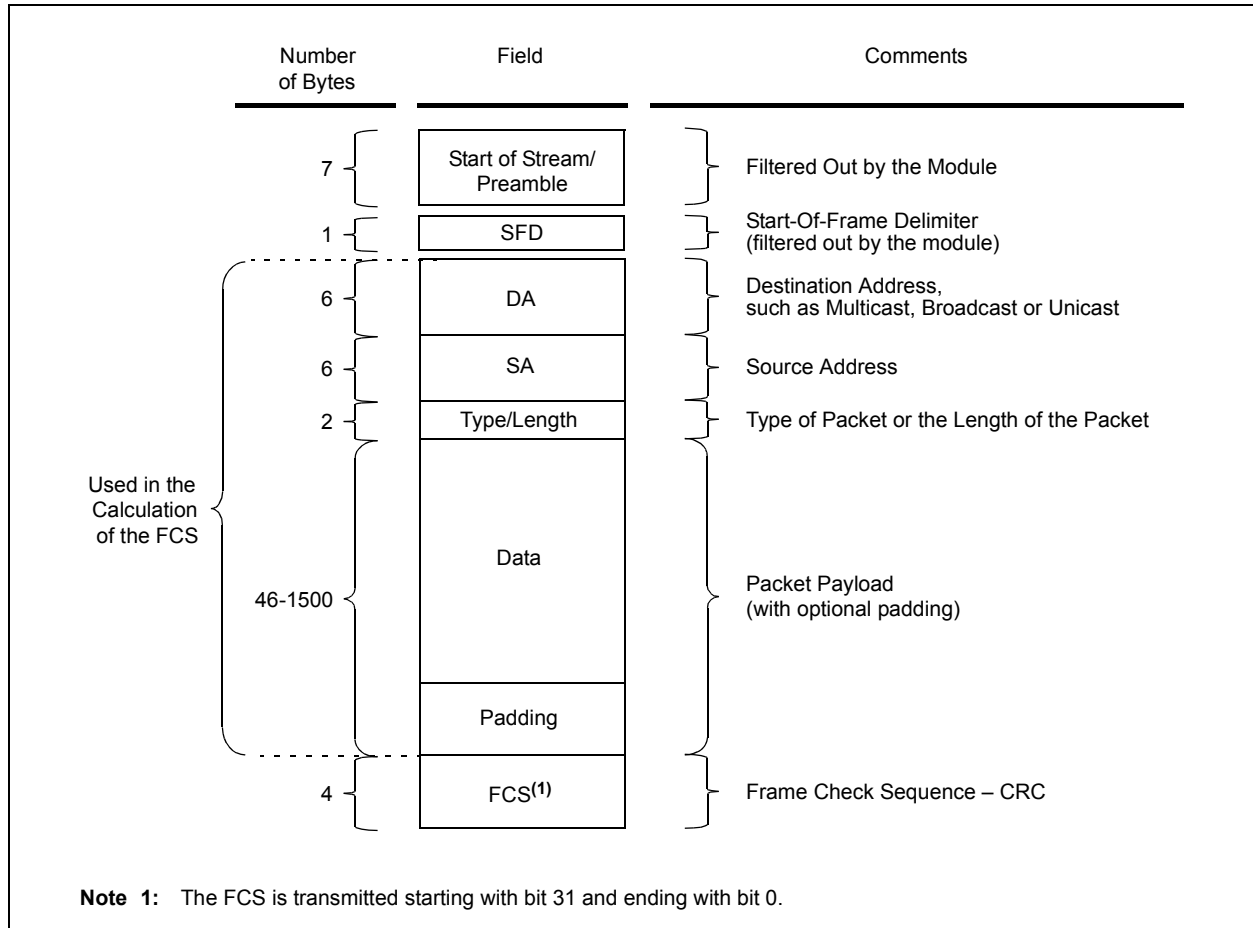 Number
of Bytes
Field
Comments
7
Start of Stream/
Preamble
Filtered Out by the Module
1
SFD
Start-Of-Frame Delimiter
(filtered out by the module)
6
DA
Destination Address,
such as Multicast, Broadcast or Unicast
6
SA
Source Address
2
Type/Length
Type of Packet or the Length of the Packet
Used in the
Calculation
of the FCS
46-1500
Data
Packet Payload
(with optional padding)
Padding
4
FCS(1)
Frame Check Sequence – CRC
Note 1: The FCS is transmitted starting with bit 31 and ending with bit 0.